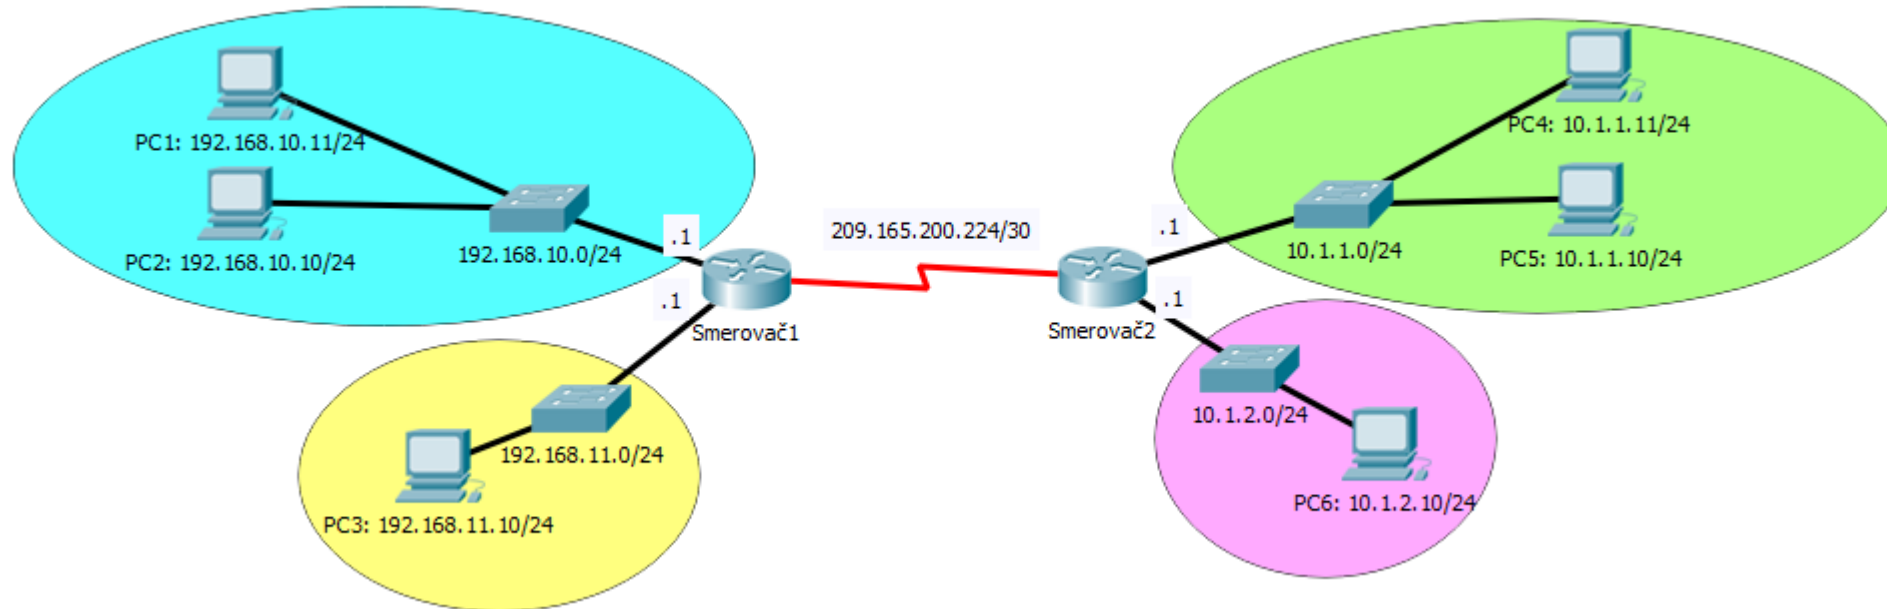 PC1: 192.168.10.11/24
PC2: 192.168.10.10/24
192.168.10.0/24
.1
.1
Smerovač1
192.168.11.0/24
PC3: 192.168.11.10/24
209.165.200.224/30
Smerovač2
.1
.1
10.1.1.0/24
PC4: 10.1.1.11/24
PC5: 10.1.1.10/24
10.1.2.0/24
PC6: 10.1.2.10/24